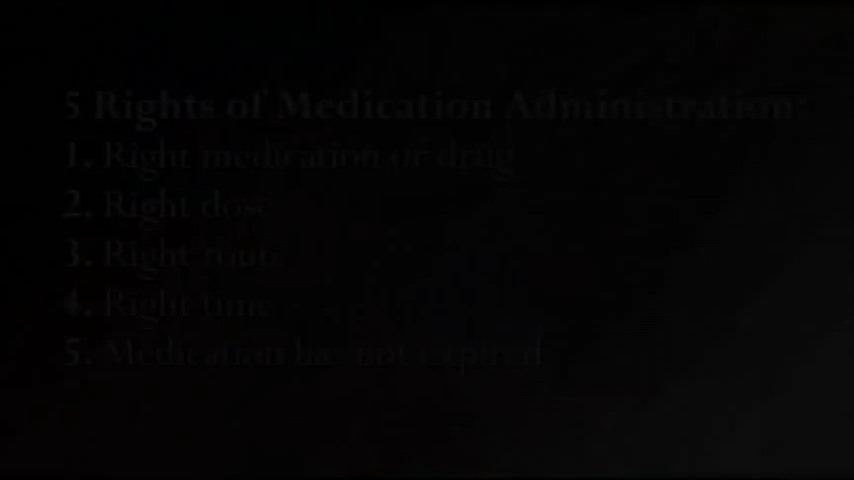 5 Rights of Medication Administration:
1. Right medication or drug
2. Right dose
3. Right route
4. Right time
5. Medication has not expired